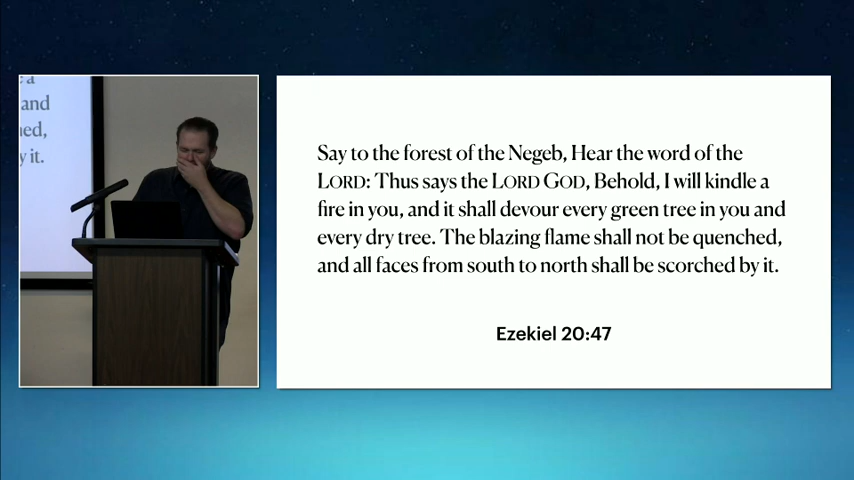 : a
and
ned,
y it.
Say to the forest of the Negeb, Hear the word of the
LORD: Thus says the LORD GOD, Behold, I will kindle a
fire in you, and it shall devour every green tree in you and
every dry tree. The blazing flame shall not be quenched,
and all faces from south to north shall be scorched by it.
Ezekiel 20:47